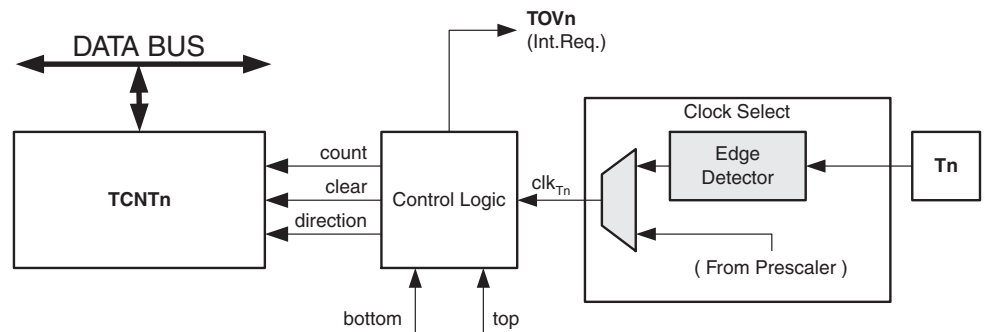 TOVn
(Int.Req.)
DATA BUS
Clock Select
count
clear
direction
TCNTn
Control Logic
clkTn
Edge
Detector
Tn
( From Prescaler )
bottom
top